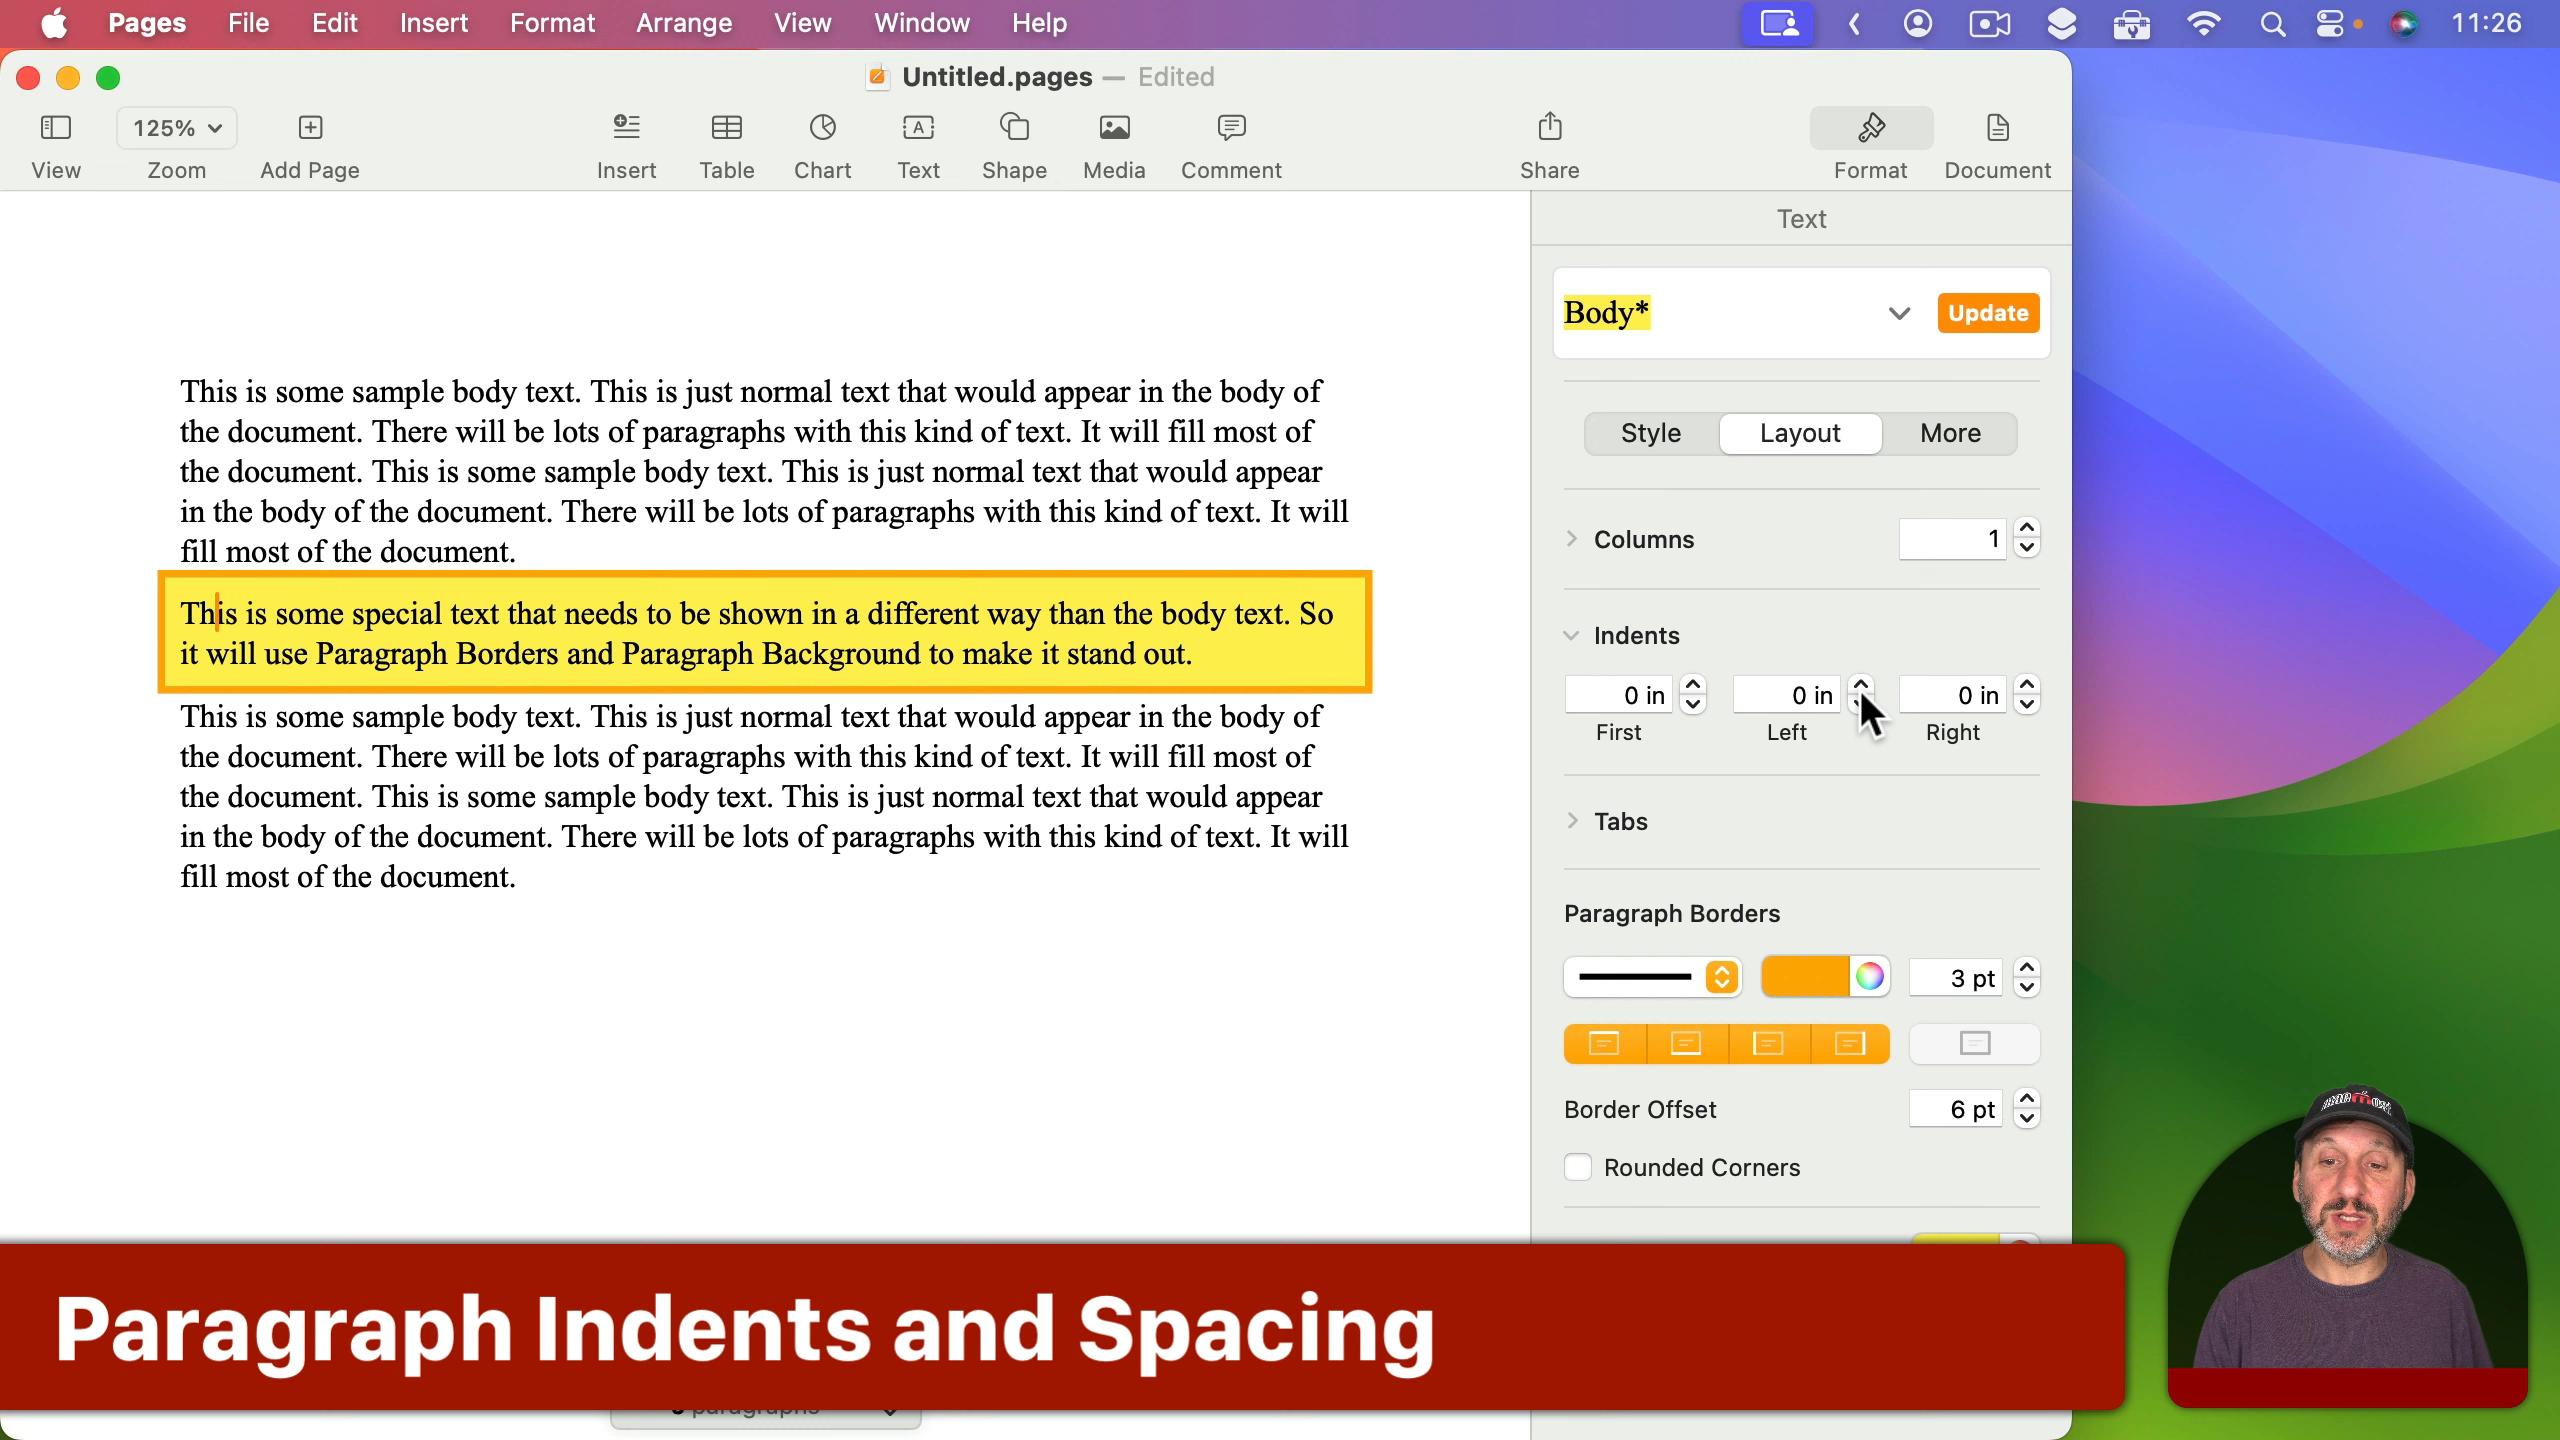 Pages File Edit Insert Format Arrange View Window Help 11:26
Untitled.pages — Edited
125%
View Zoom Add Page Insert Table Chart Text Shape Media Comment Share Format Document
Text
Body* Update
Style Layout More
Columns 1
Indents
0 in 0 in 0 in
First Left Right
Tabs
Paragraph Borders
3 pt
Border Offset 6 pt
Rounded Corners
This is some sample body text. This is just normal text that would appear in the body of
the document. There will be lots of paragraphs with this kind of text. It will fill most of
the document. This is some sample body text. This is just normal text that would appear
in the body of the document. There will be lots of paragraphs with this kind of text. It will
fill most of the document.
This is some special text that needs to be shown in a different way than the body text. So
it will use Paragraph Borders and Paragraph Background to make it stand out.
This is some sample body text. This is just normal text that would appear in the body of
the document. There will be lots of paragraphs with this kind of text. It will fill most of
the document. This is some sample body text. This is just normal text that would appear
in the body of the document. There will be lots of paragraphs with this kind of text. It will
fill most of the document.
Paragraph Indents and Spacing
paragraphs